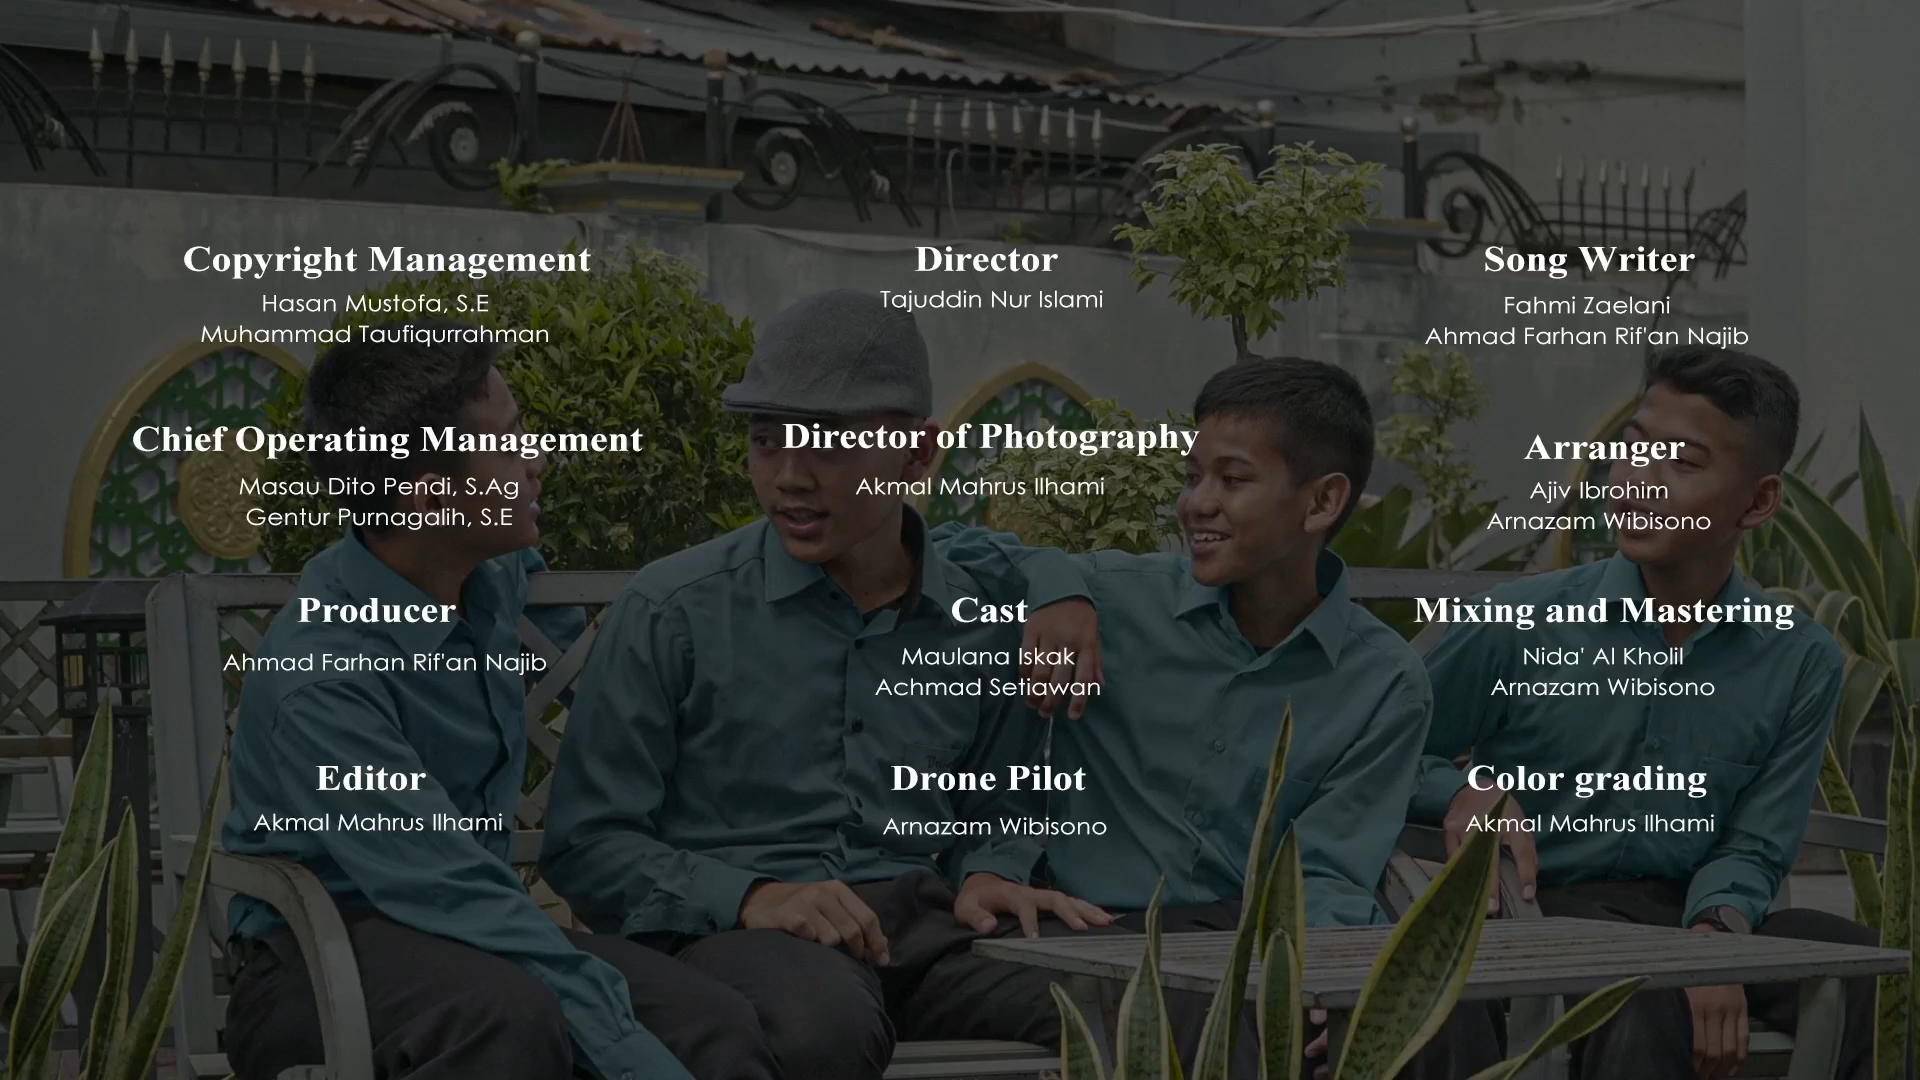 Copyright Management
Hasan Mustofa, S.E
Muhammad Taufiqurrahman
Chief Operating Management
Masau Dito Pendi, S.Ag
Gentur Purnagalih, S.E
Producer
Ahmad Farhan Rif'an Najib
Editor
Akmal Mahrus Ilhami
Director
Tajuddin Nur Islami
Director of Photography
Akmal Mahrus Ilhami
Cast
Maulana Iskak
Achmad Setiawan
Drone Pilot
Arnazam Wibisono
Song Writer
Fahmi Zaelani
Ahmad Farhan Rif'an Najib
Arranger
Ajiv Ibrohim
Arnazam Wibisono
Mixing and Mastering
Nida' Al Kholil
Arnazam Wibisono
Color grading
Akmal Mahrus Ilhami